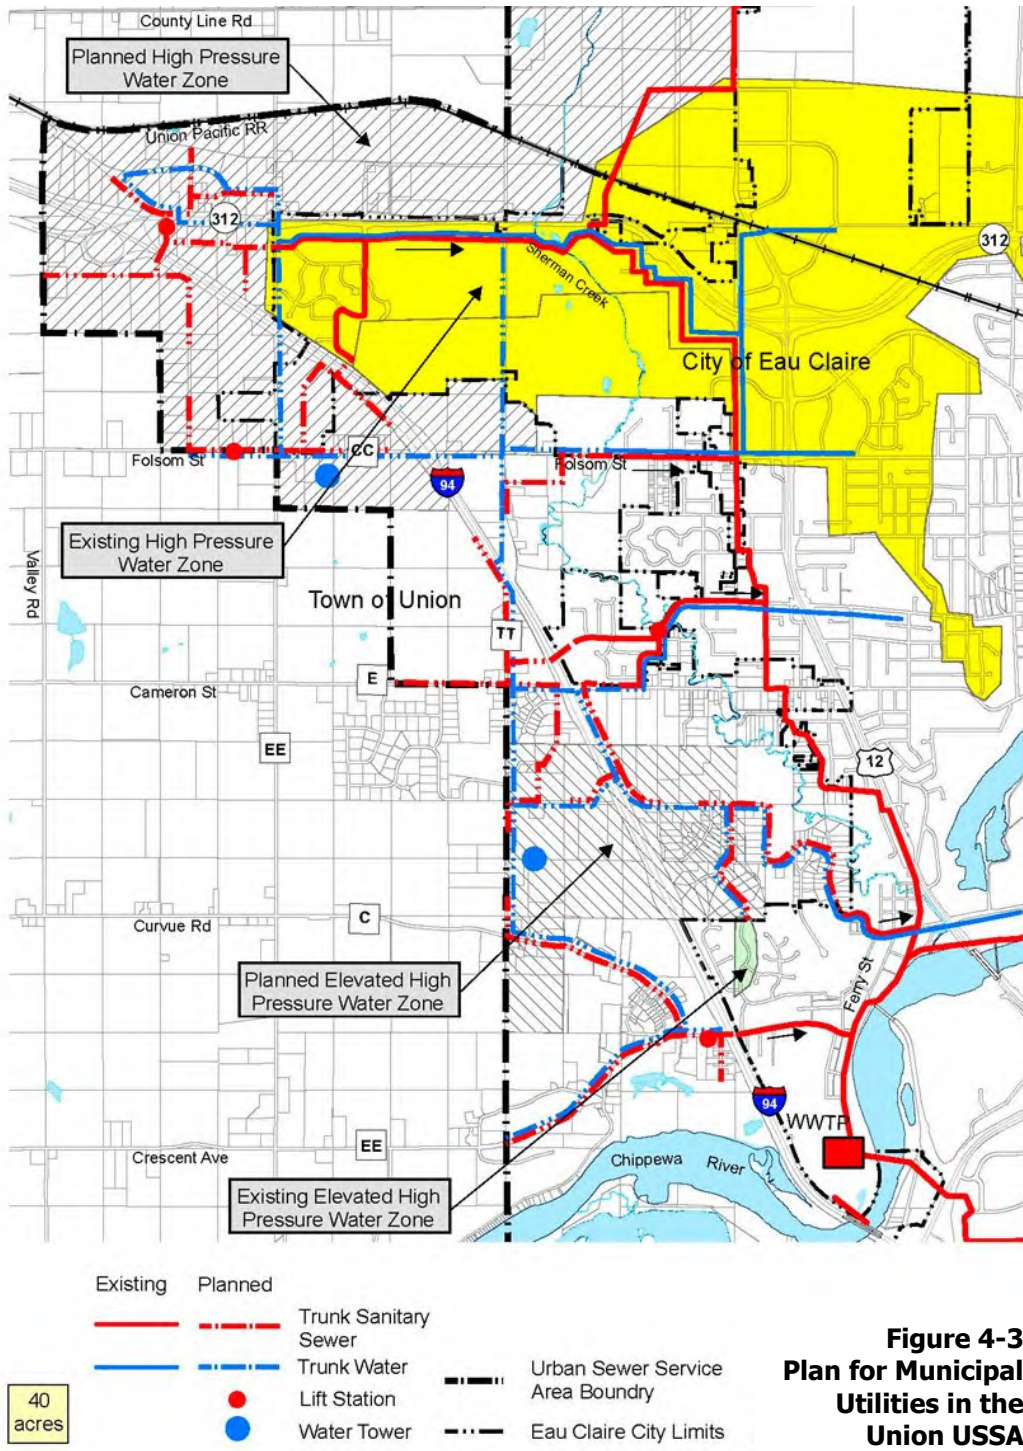 County Line Rd
Planned High Pressure
Water Zone
Union Pacific RR
312
312
Sherman Creek
City of Eau Claire
CC
Folsom St
Folsom St
94
Existing High Pressure
Water Zone
Valley Rd
Town of Union
TT
E
Cameron St
EE
12
C
Curvue Rd
Planned Elevated High
Pressure Water Zone
Ferry St
94
WWTP
EE
Crescent Ave
Chippewa River
Existing Elevated High
Pressure Water Zone
Existing Planned
Trunk Sanitary
Sewer
Trunk Water
Lift Station
Water Tower
Urban Sewer Service
Area Boundry
Eau Claire City Limits
40
acres
Figure 4-3
Plan for Municipal
Utilities in the
Union USSA